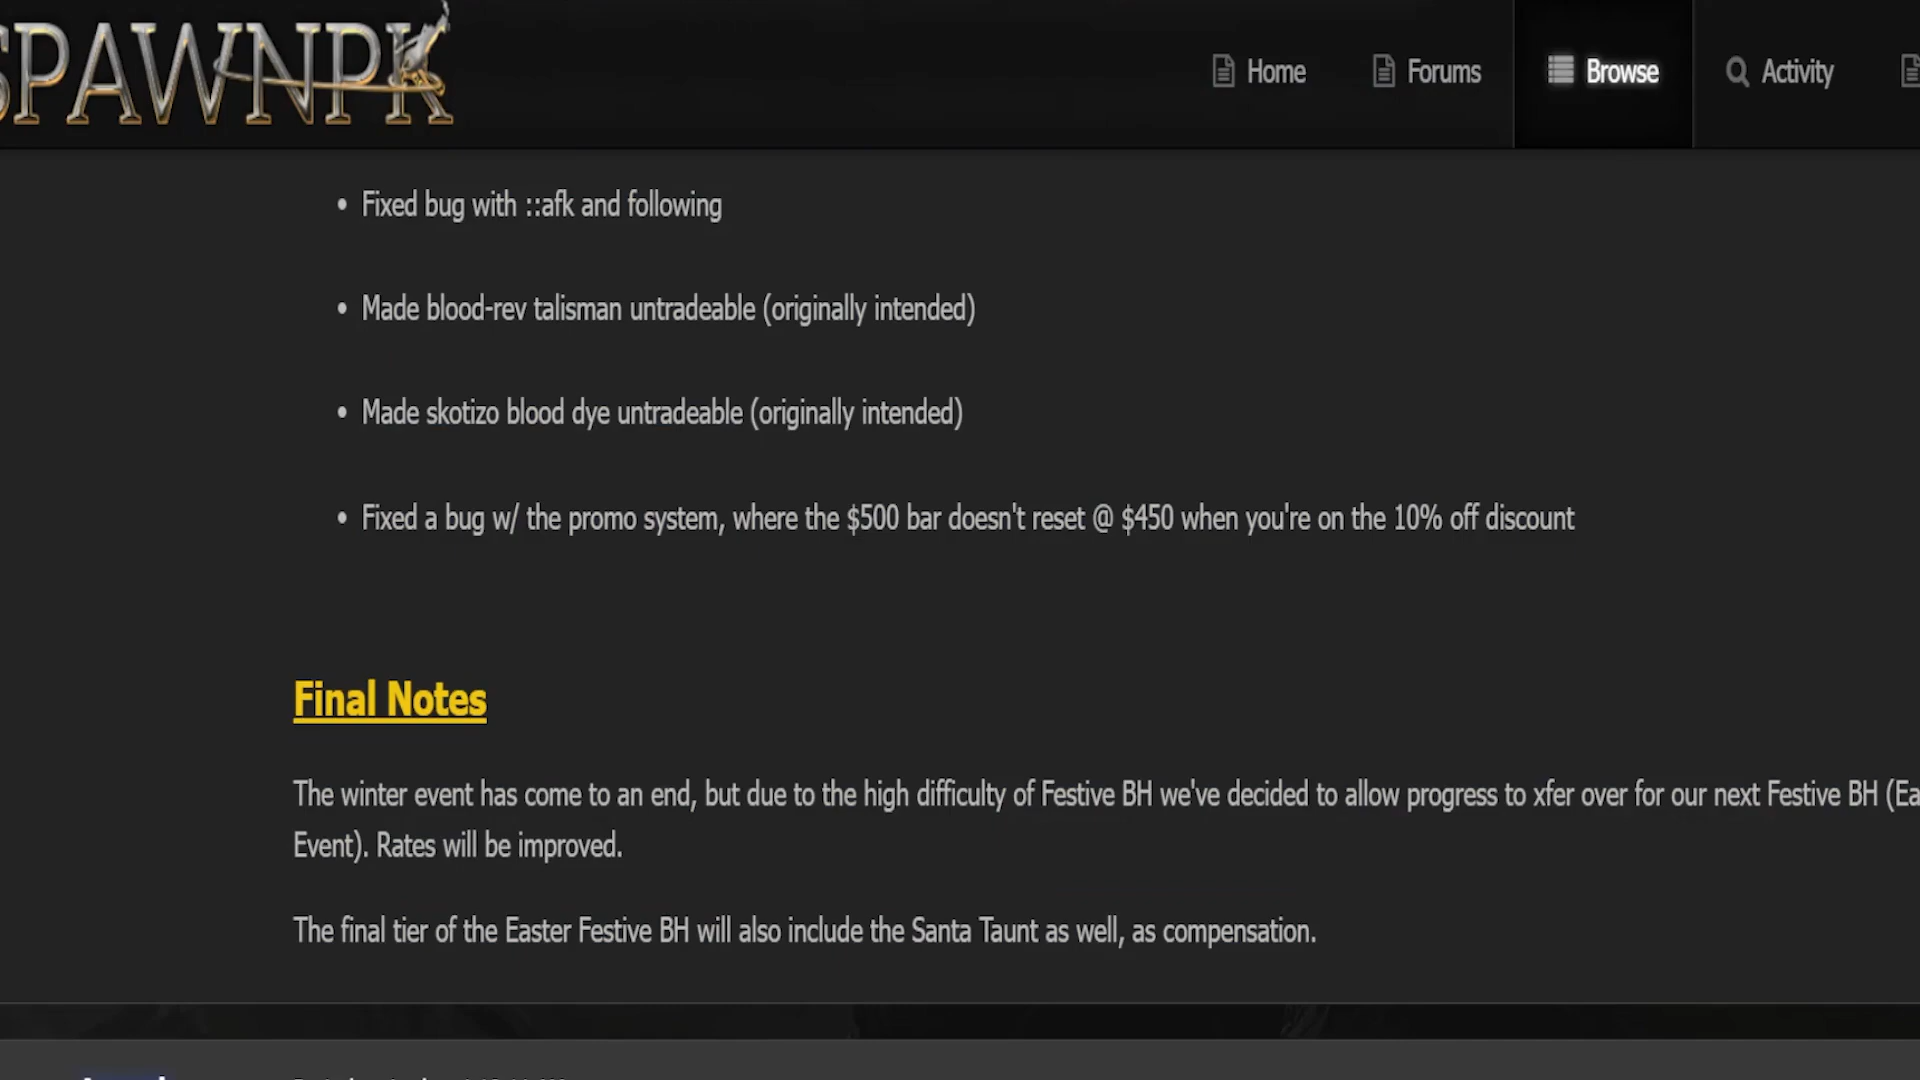 SPAWNPK
Home
Forums
Browse
Activity
• Fixed bug with ::afk and following
• Made blood-rev talisman untradeable (originally intended)
• Made skotizo blood dye untradeable (originally intended)
• Fixed a bug w/ the promo system, where the $500 bar doesn't reset @ $450 when you're on the 10% off discount
Final Notes
The winter event has come to an end, but due to the high difficulty of Festive BH we've decided to allow progress to xfer over for our next Festive BH (Ea
Event). Rates will be improved.
The final tier of the Easter Festive BH will also include the Santa Taunt as well, as compensation.